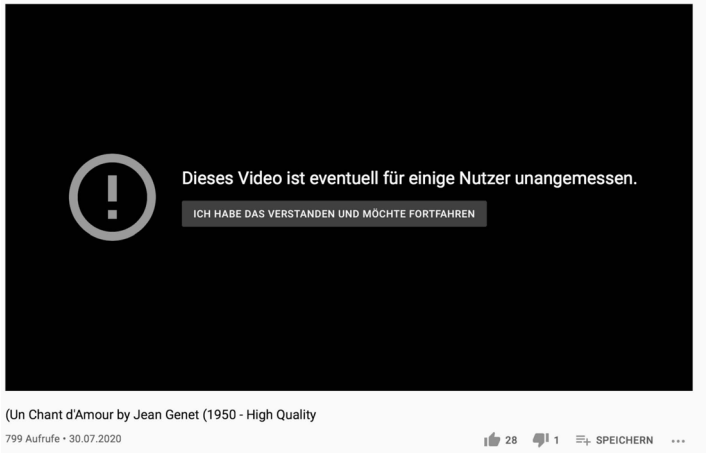 Dieses Video ist eventuell für einige Nutzer unangemessen.
ICH HABE DAS VERSTANDEN UND MÖCHTE FORTFAHREN
(Un Chant d'Amour by Jean Genet (1950 - High Quality
799 Aufrufe • 30.07.2020 28 1 SPEICHERN